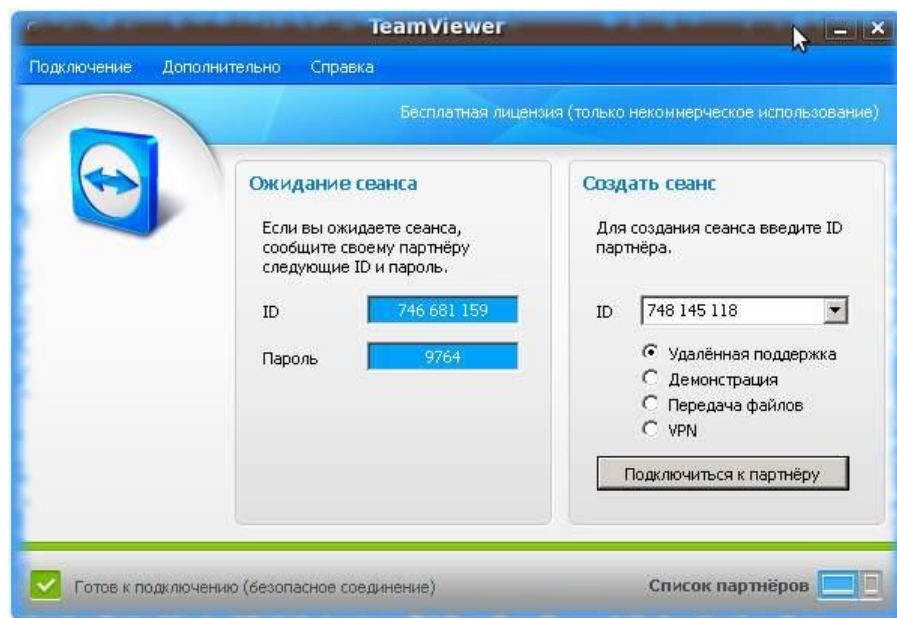 TeamViewer
Подключение Дополнительно Справка
Бесплатная лицензия (только некоммерческое использование)
Ожидание сеанса
Если вы ожидаете сеанса,
сообщите своему партнёру
следующие ID и пароль.
ID 746 681 159
Пароль 9764
Создать сеанс
Для создания сеанса введите ID
партнёра.
ID 748 145 118
Удалённая поддержка
Демонстрация
Передача файлов
VPN
Подключиться к партнёру
Готов к подключению (безопасное соединение)
Список партнёров